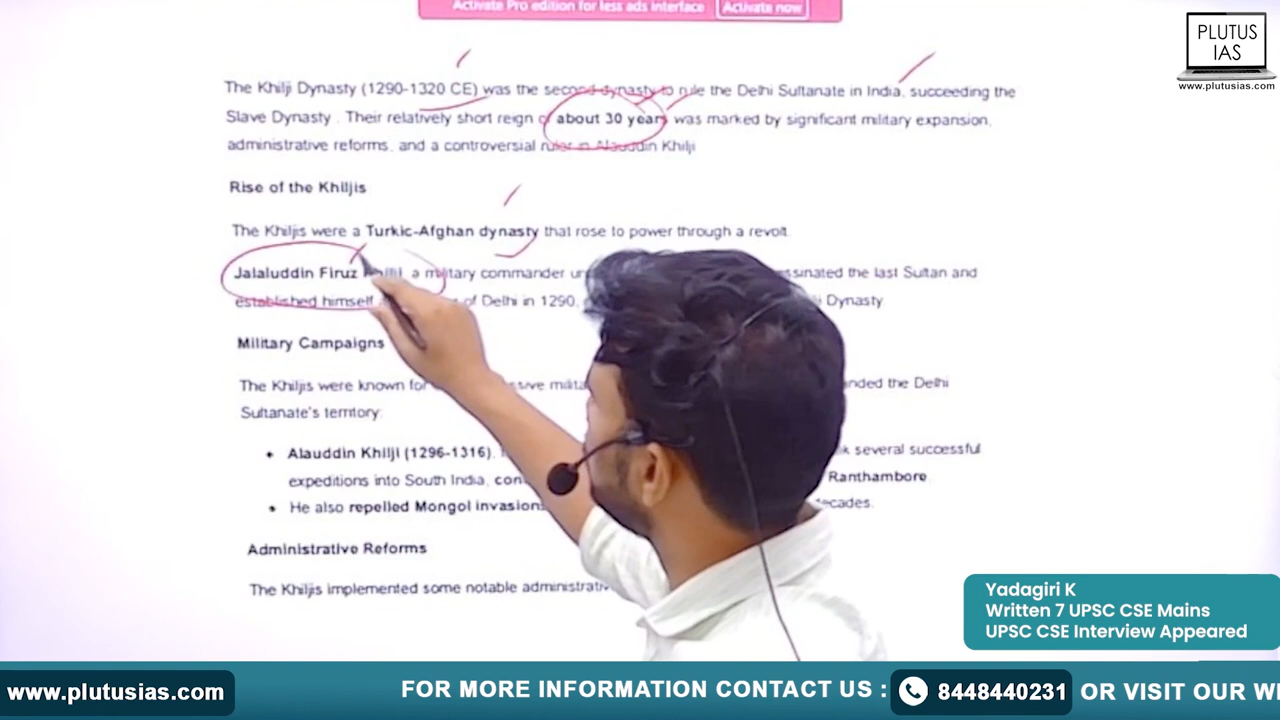 Activate Pro edition for less ads interface Activate now
PLUTUS
IAS
www.plutusias.com
The Khilji Dynasty (1290-1320 CE) was the second dynasty to rule the Delhi Sultanate in India, succeeding the
Slave Dynasty . Their relatively short reign of about 30 years was marked by significant military expansion,
administrative reforms, and a controversial ruler in Alauddin Khilji
Rise of the Khiljis
The Khiljis were a Turkic-Afghan dynasty that rose to power through a revolt.
Jalaluddin Firuz Khilji, a military commander assinated the last Sultan and
established himself of Delhi in 1290, Dynasty
Military Campaigns
The Khiljis were known for military the Delhi
Sultanate's territory:
• Alauddin Khilji (1296-1316), several successful
expeditions into South India, Ranthambore
• He also repelled Mongol invasions decades.
Administrative Reforms
The Khiljis implemented some notable
Yadagiri K
Written 7 UPSC CSE Mains
UPSC CSE Interview Appeared
www.plutusias.com FOR MORE INFORMATION CONTACT US : 8448440231 OR VISIT OUR WE